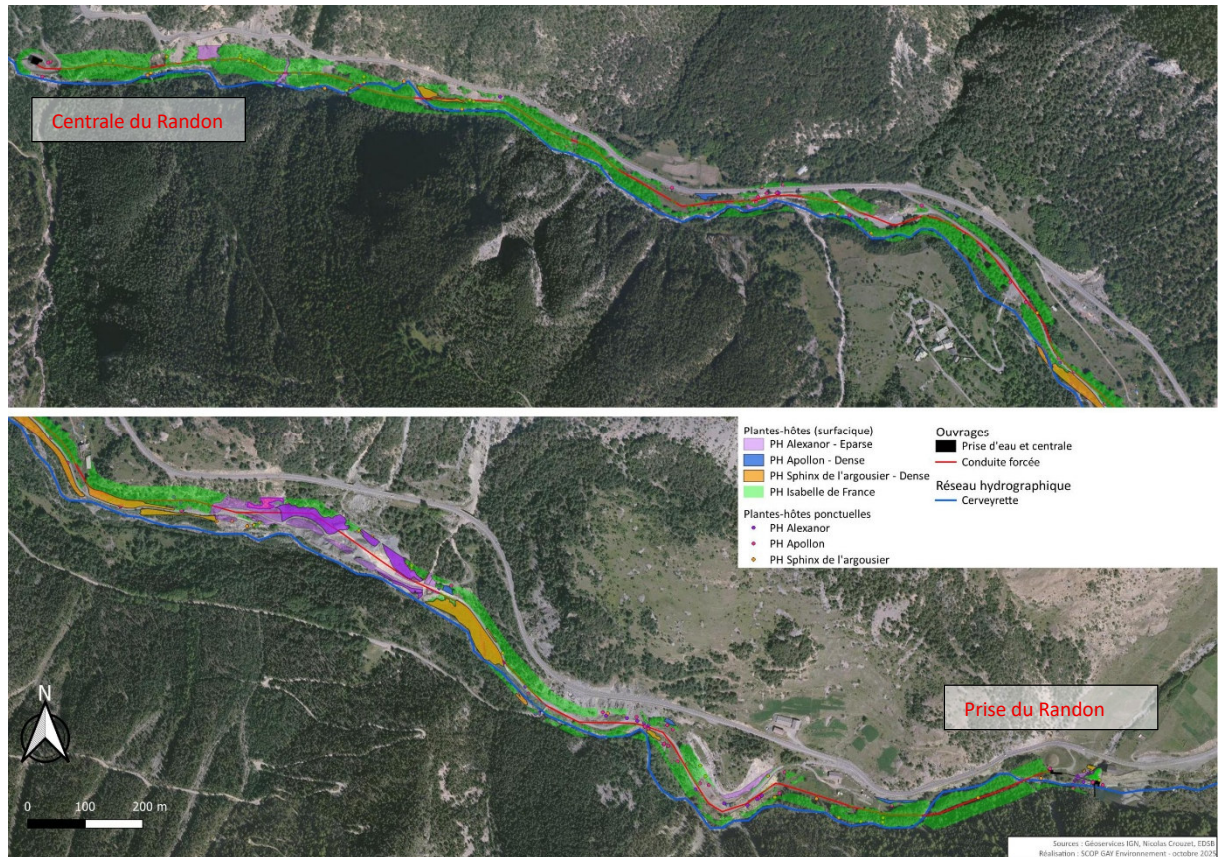 Centrale du Randon
Plantes-hôtes (surfacique)
PH Alexanor - Eparse
PH Apollon - Dense
PH Sphinx de l'argousier - Dense
PH Isabelle de France
Plantes-hôtes ponctuelles
PH Alexanor
PH Apollon
PH Sphinx de l'argousier
Ouvrages
Prise d'eau et centrale
Conduite forcée
Réseau hydrographique
Cerveyrette
Prise du Randon
N
0 100 200 m
Sources : Géoservices IGN, Nicolas Crouzet, EDSB
Réalisation : SCOP GAY Environnement - octobre 2025